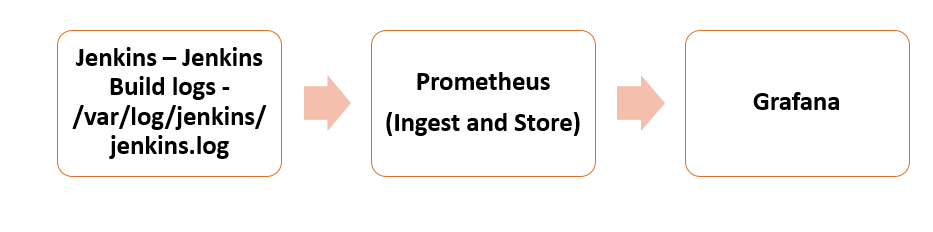 Jenkins – Jenkins
Build logs -
/var/log/jenkins/
jenkins.log
Prometheus
(Ingest and Store)
Grafana